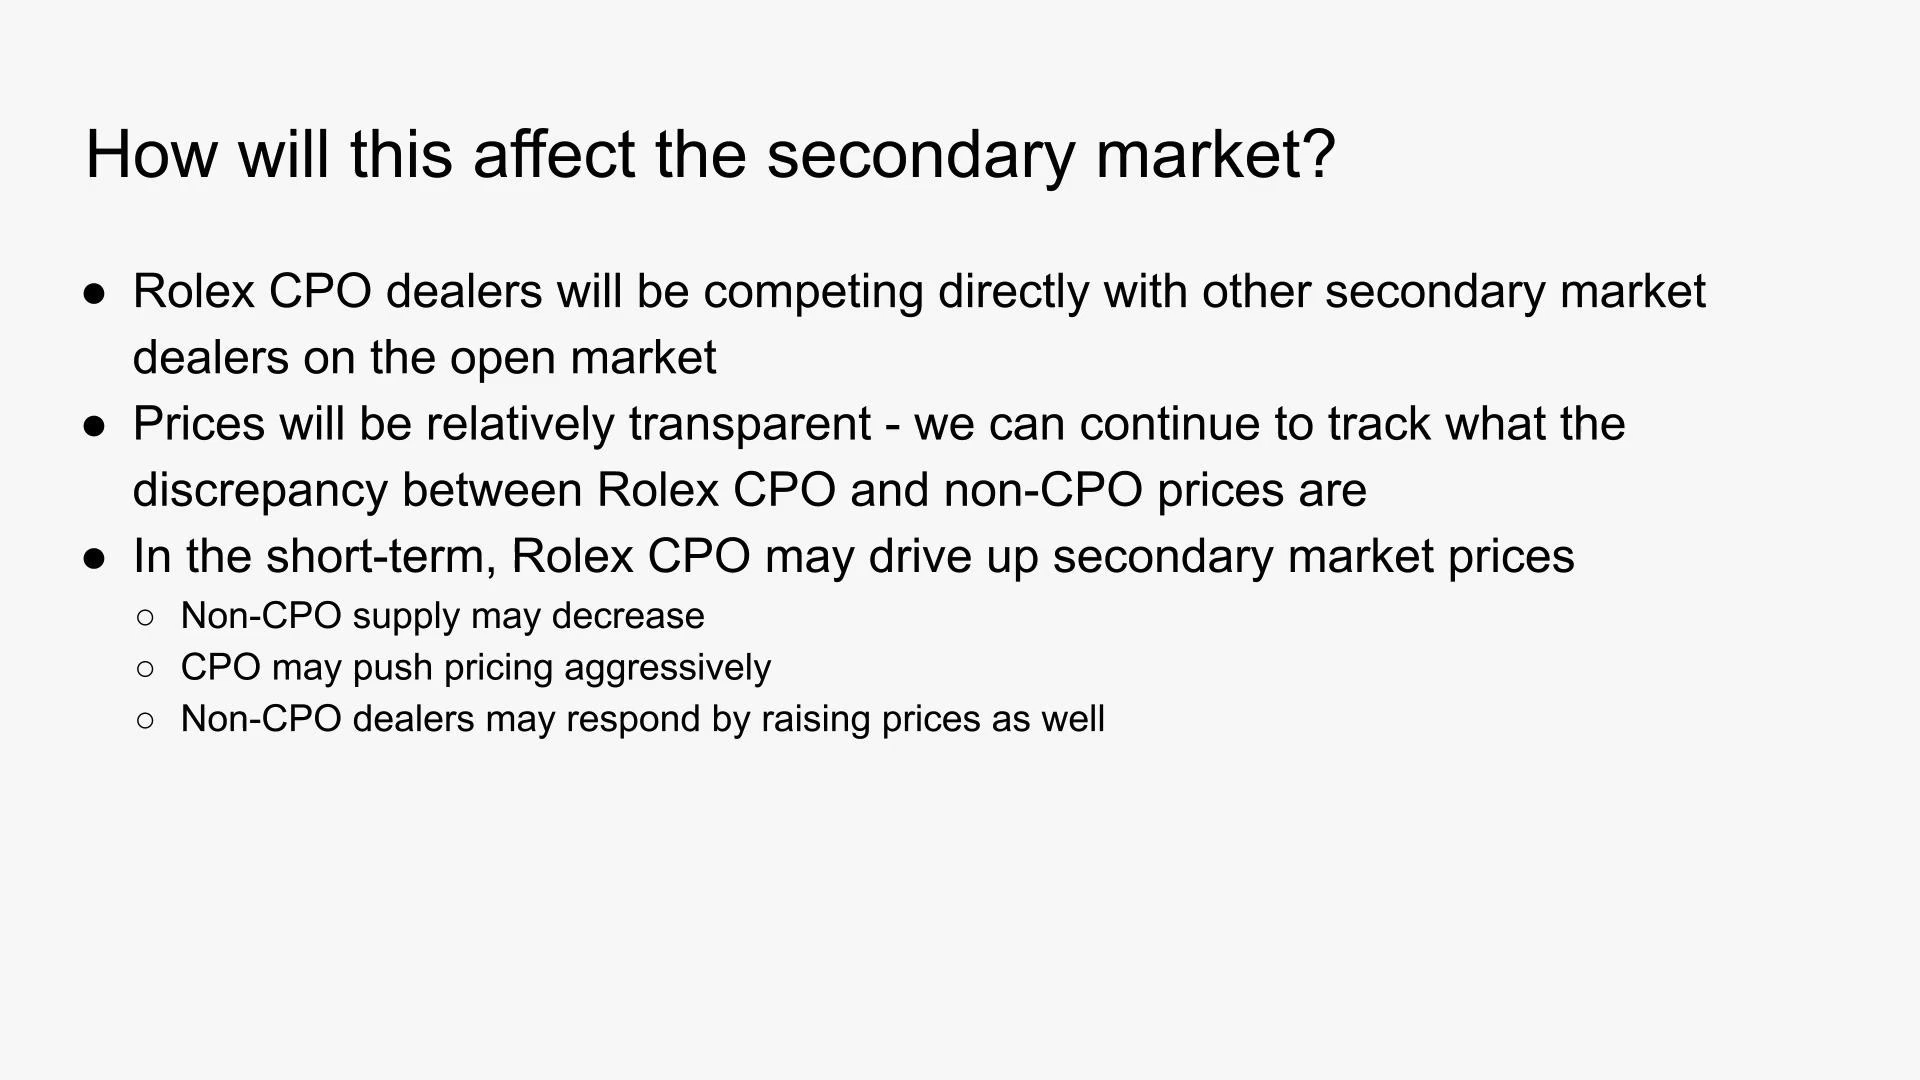 How will this affect the secondary market?
● Rolex CPO dealers will be competing directly with other secondary market
dealers on the open market
● Prices will be relatively transparent - we can continue to track what the
discrepancy between Rolex CPO and non-CPO prices are
● In the short-term, Rolex CPO may drive up secondary market prices
○ Non-CPO supply may decrease
○ CPO may push pricing aggressively
○ Non-CPO dealers may respond by raising prices as well